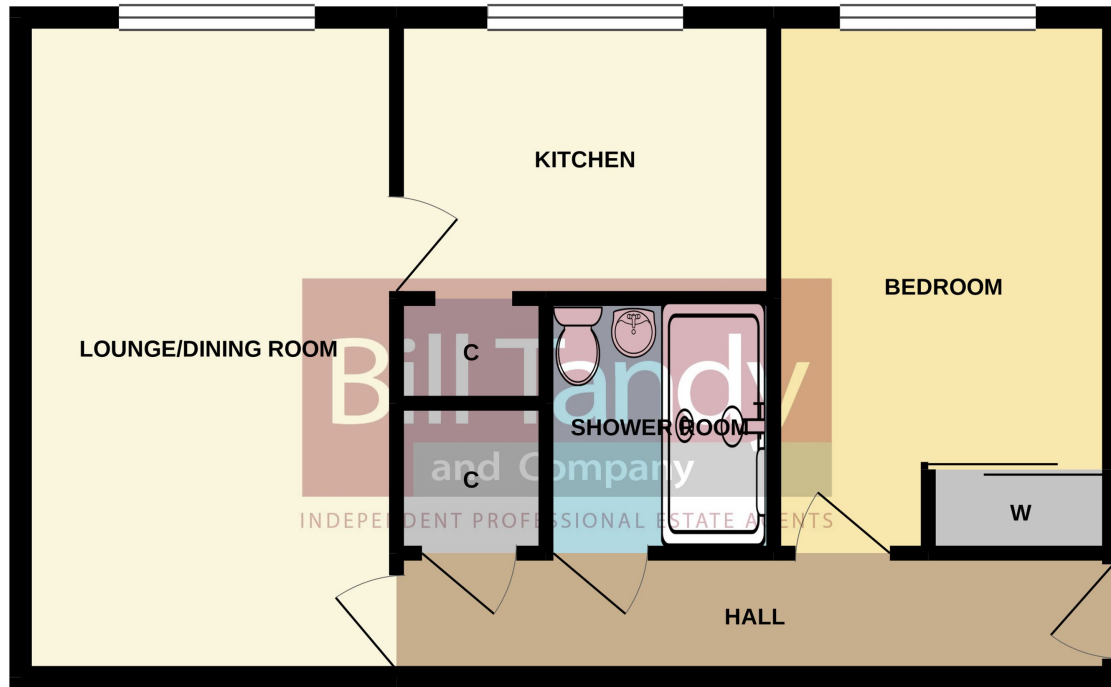 KITCHEN
BEDROOM
LOUNGE/DINING ROOM
C
Bill Tandy
SHOWER ROOM
and Company
C
W
INDEPENDENT PROFESSIONAL ESTATE AGENTS
HALL